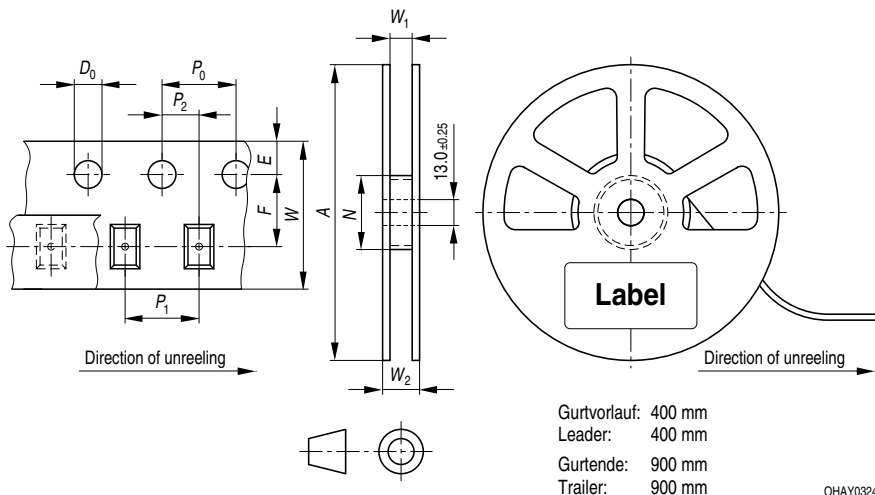 W1
D0
P0
P2
E
F
W
P1
Direction of unreeling
A
N
13.0±0.25
W2
Label
Direction of unreeling
Gurtvorlauf: 400 mm
Leader: 400 mm
Gurtende: 900 mm
Trailer: 900 mm
OHAY0324